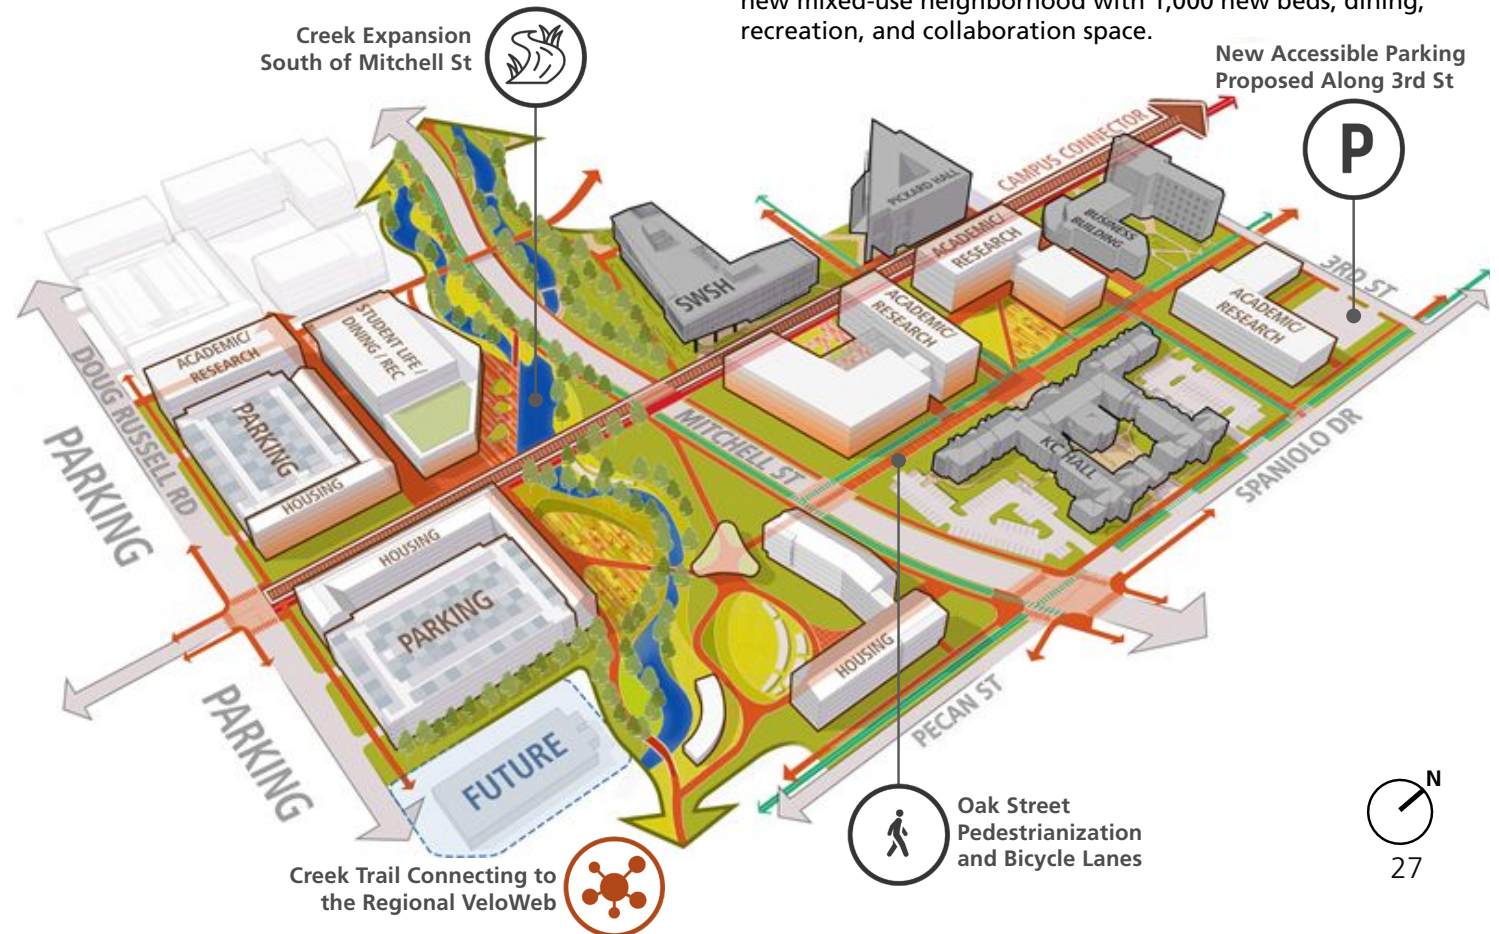 new mixed-use neighborhood with 1,000 new beds, dining,
recreation, and collaboration space.
Creek Expansion
South of Mitchell St
New Accessible Parking
Proposed Along 3rd St
P
CAMPUS CONNECTOR
PICKARD HALL
BUSINESS
BUILDING
ACADEMIC/
RESEARCH
3RD ST
SWSH
ACADEMIC/
RESEARCH
ACADEMIC/
RESEARCH
STUDENT LIFE /
DINING / REC
ACADEMIC/
RESEARCH
DOUG RUSSELL RD
PARKING
PARKING
HOUSING
MITCHELL ST
KC HALL
SPANIOLO DR
HOUSING
PARKING
HOUSING
PARKING
PECAN ST
FUTURE
N
Oak Street
Pedestrianization
and Bicycle Lanes
Creek Trail Connecting to
the Regional VeloWeb
27